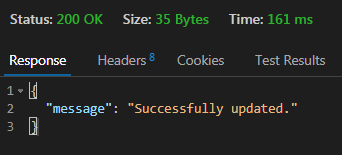 Status: 200 OK Size: 35 Bytes Time: 161 ms
Response Headers 8 Cookies Test Results
1 {
2 "message": "Successfully updated."
3 }